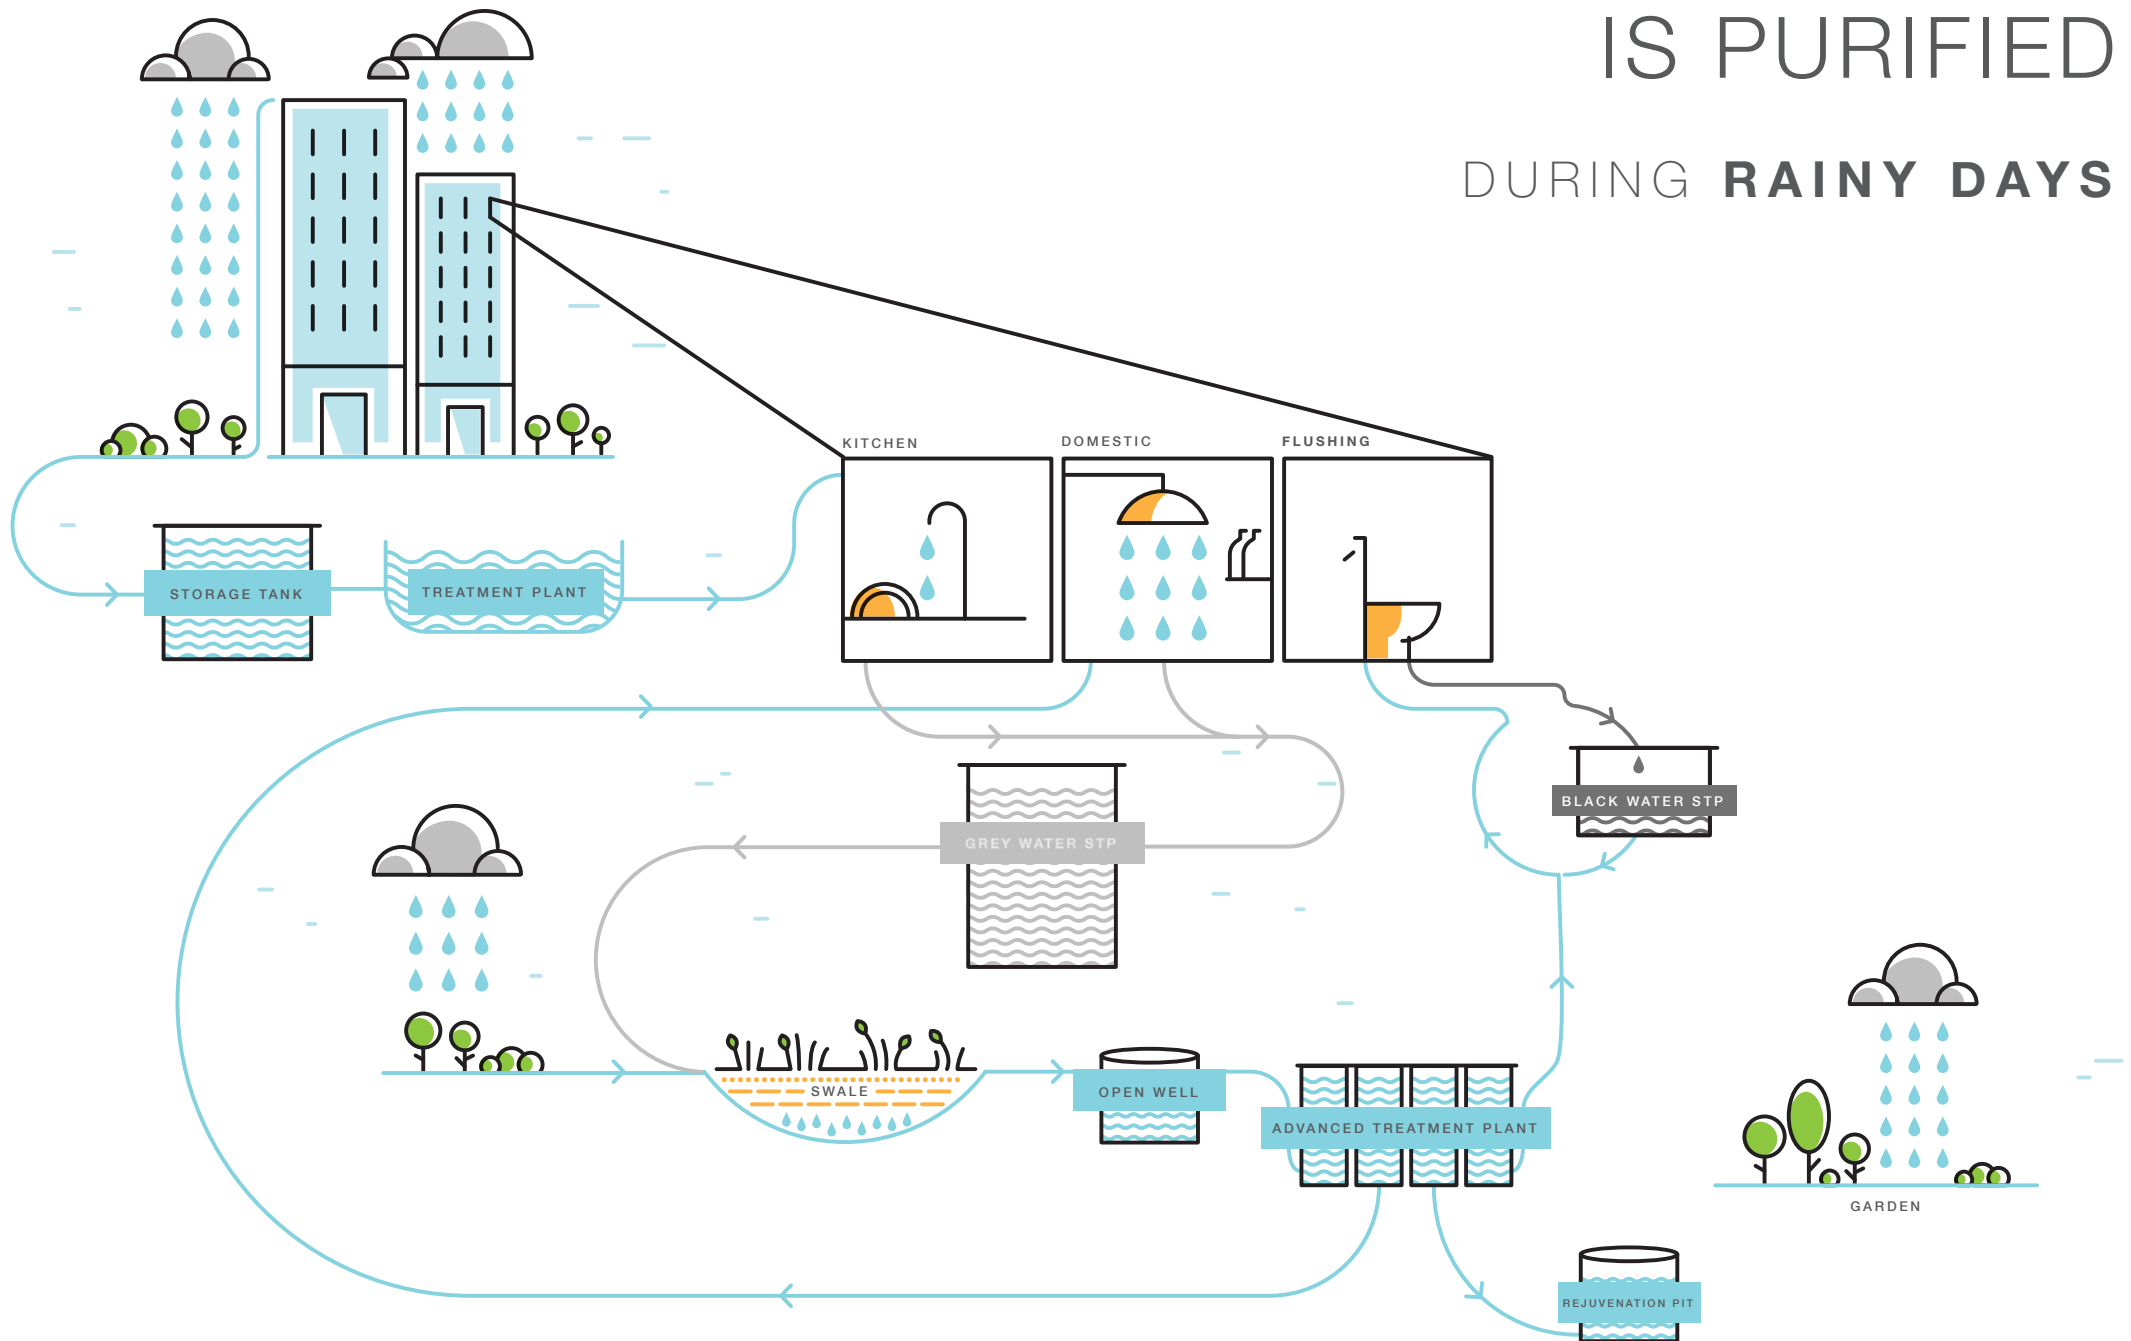 IS PURIFIED
DURING RAINY DAYS
KITCHEN
DOMESTIC
FLUSHING
STORAGE TANK
TREATMENT PLANT
BLACK WATER STP
GREY WATER STP
SWALE
OPEN WELL
ADVANCED TREATMENT PLANT
GARDEN
REJUVENATION PIT